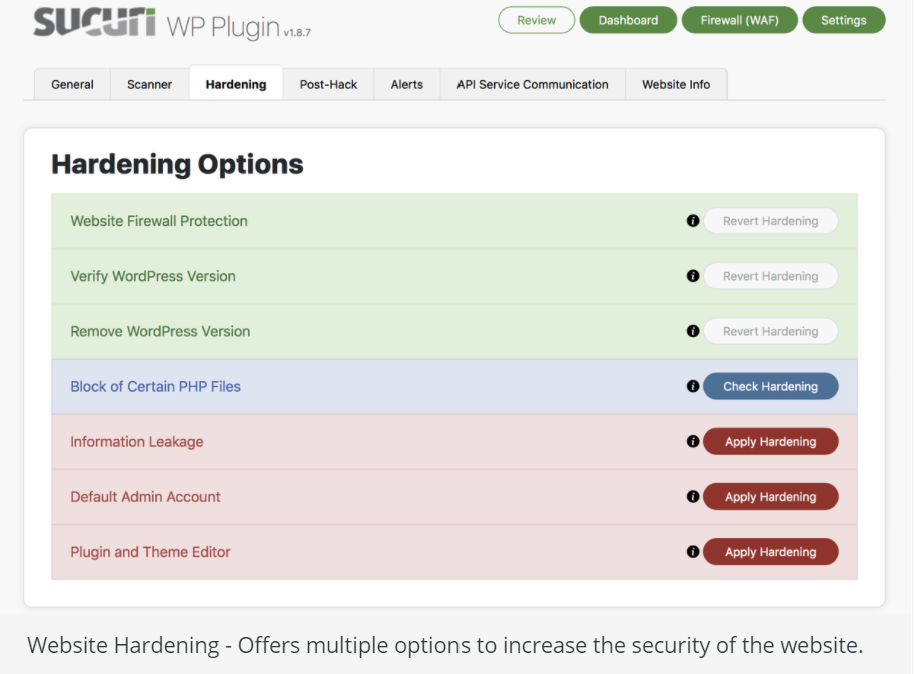 SUCURI WP Plugin v1.8.7
Review Dashboard Firewall (WAF) Settings
General Scanner Hardening Post-Hack Alerts API Service Communication Website Info
Hardening Options
Website Firewall Protection i Revert Hardening
Verify WordPress Version i Revert Hardening
Remove WordPress Version i Revert Hardening
Block of Certain PHP Files i Check Hardening
Information Leakage i Apply Hardening
Default Admin Account i Apply Hardening
Plugin and Theme Editor i Apply Hardening
Website Hardening - Offers multiple options to increase the security of the website.